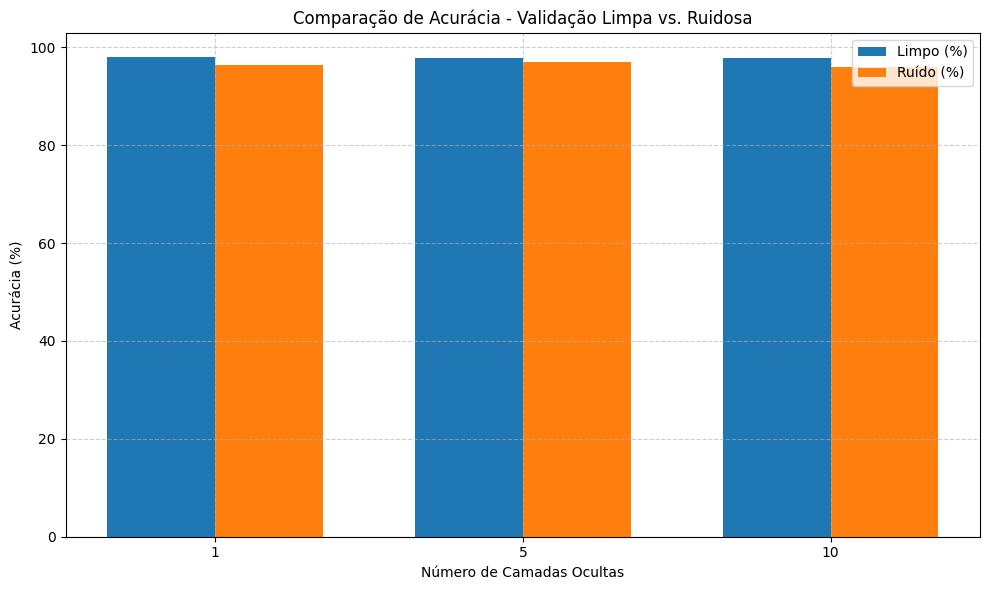 Comparação de Acurácia - Validação Limpa vs. Ruidosa
Limpo (%)
Ruído (%)
Acurácia (%)
100
80
60
40
20
0
1
5
10
Número de Camadas Ocultas